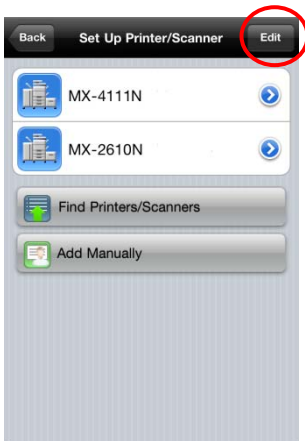 Back Set Up Printer/Scanner Edit
MX-4111N
MX-2610N
Find Printers/Scanners
Add Manually